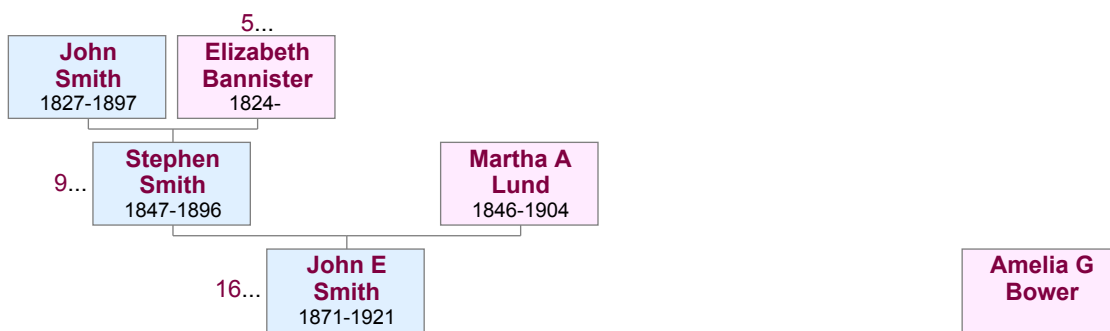 5...
John
Smith
1827-1897
Elizabeth
Bannister
1824-
9...
Stephen
Smith
1847-1896
Martha A
Lund
1846-1904
16...
John E
Smith
1871-1921
Amelia G
Bower